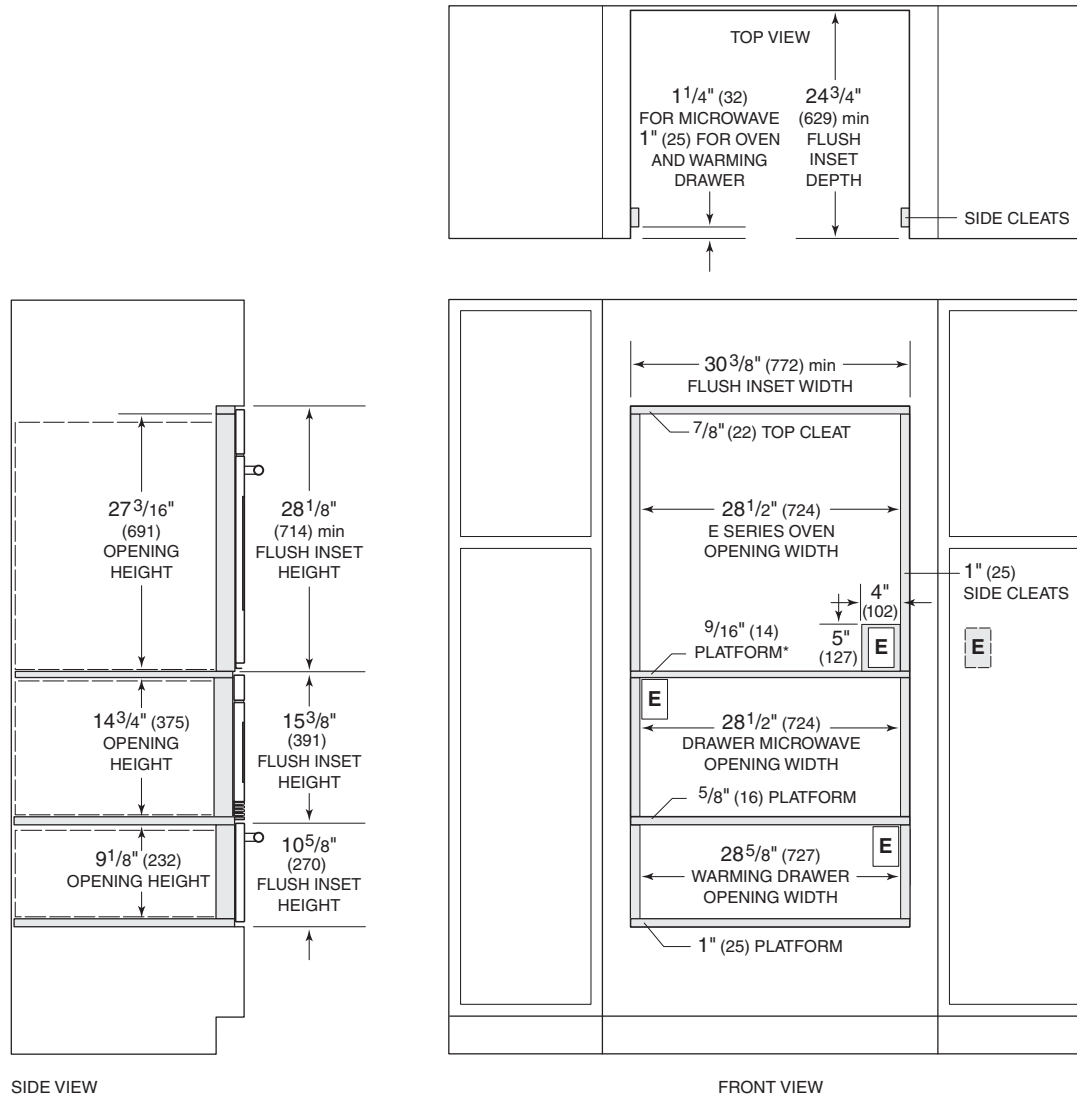 TOP VIEW
1 1/4" (32)
FOR MICROWAVE
1" (25) FOR OVEN
AND WARMING
DRAWER
24 3/4"
(629) min
FLUSH
INSET
DEPTH
SIDE CLEATS
27 3/16"
(691)
OPENING
HEIGHT
28 1/8"
(714) min
FLUSH INSET
HEIGHT
14 3/4" (375)
OPENING
HEIGHT
15 3/8"
(391)
FLUSH INSET
HEIGHT
9 1/8" (232)
OPENING HEIGHT
10 5/8"
(270)
FLUSH INSET
HEIGHT
SIDE VIEW
30 3/8" (772) min
FLUSH INSET WIDTH
7/8" (22) TOP CLEAT
28 1/2" (724)
E SERIES OVEN
OPENING WIDTH
1" (25)
SIDE CLEATS
4"
(102)
5"
(127)
E
E
9/16" (14)
PLATFORM*
E
28 1/2" (724)
DRAWER MICROWAVE
OPENING WIDTH
5/8" (16) PLATFORM
E
28 5/8" (727)
WARMING DRAWER
OPENING WIDTH
1" (25) PLATFORM
FRONT VIEW